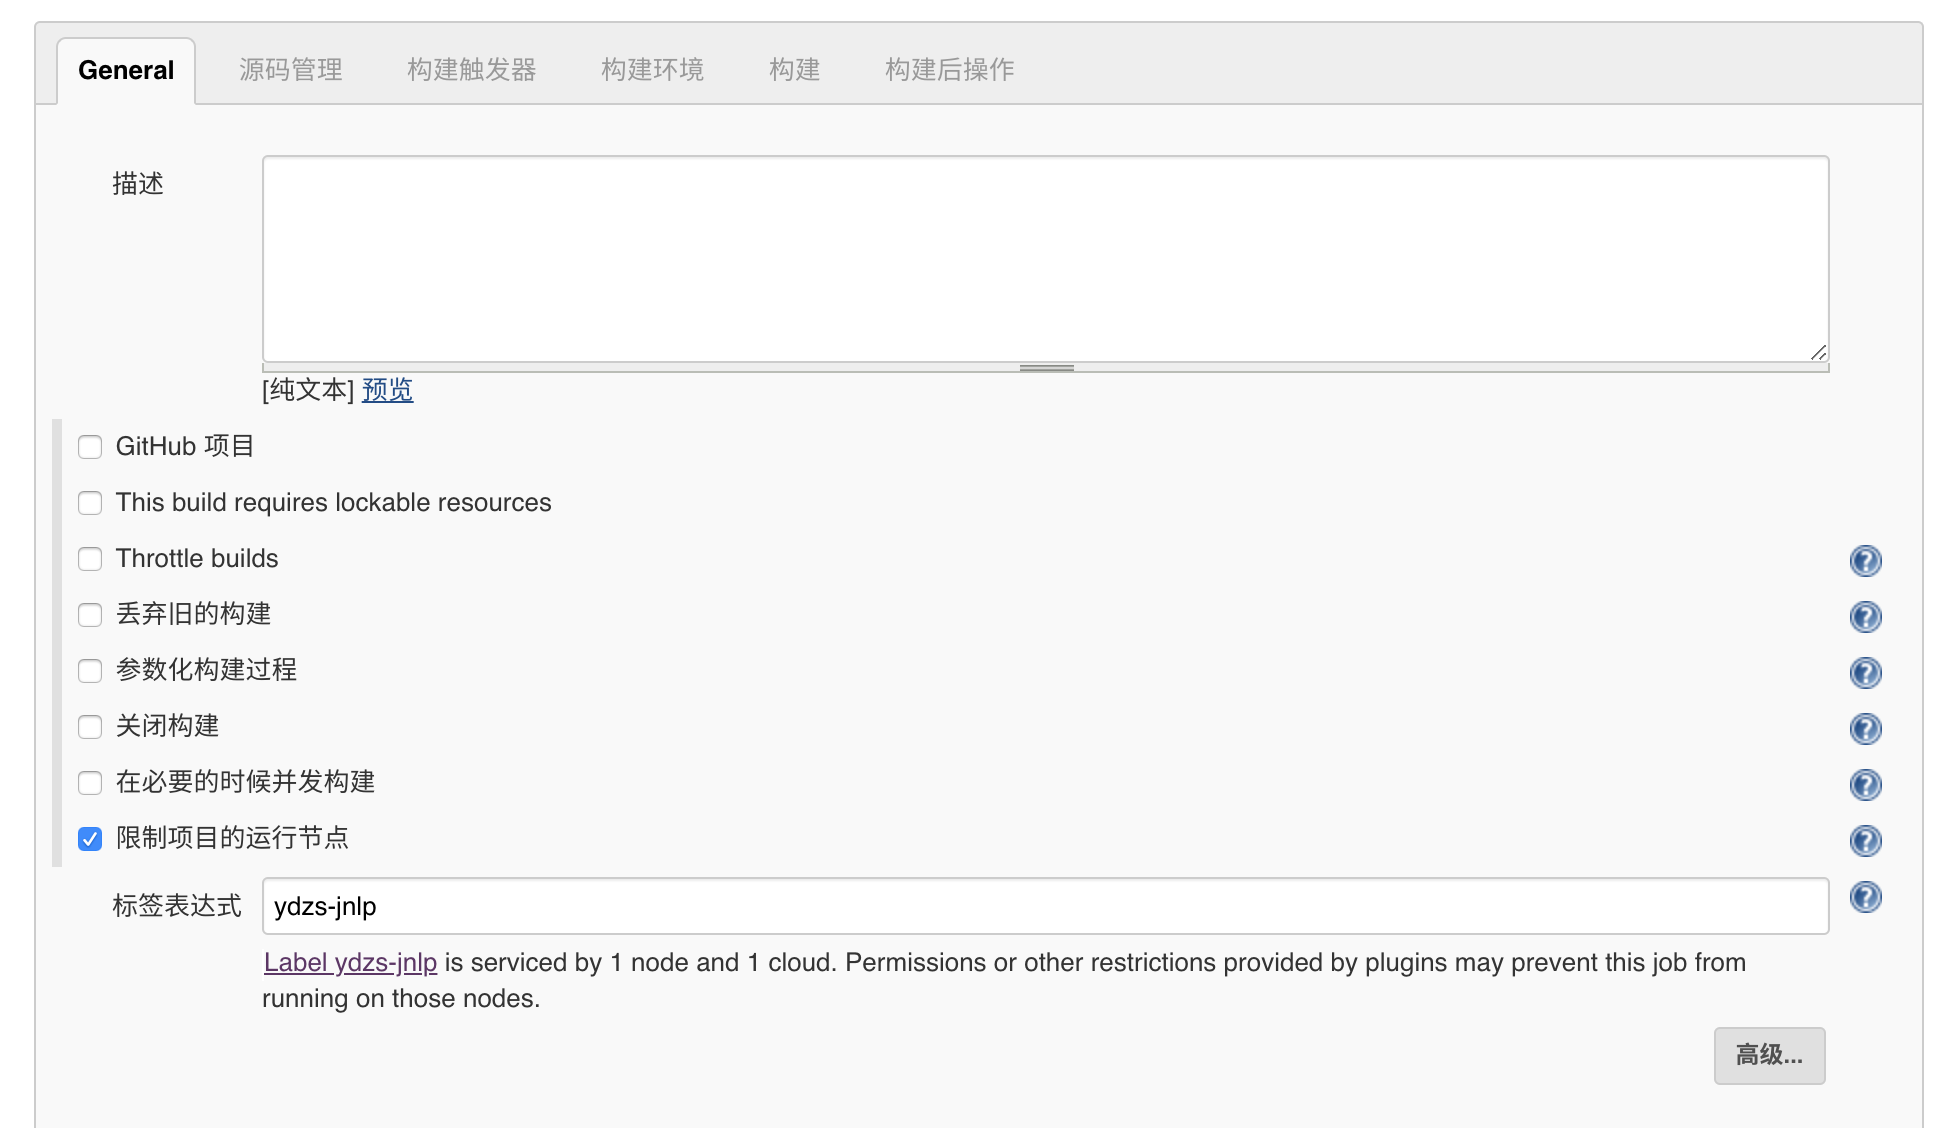 General 源码管理 构建触发器 构建环境 构建 构建后操作
描述
[纯文本] 预览
GitHub 项目
This build requires lockable resources
Throttle builds
丢弃旧的构建
参数化构建过程
关闭构建
在必要的时候并发构建
限制项目的运行节点
标签表达式 ydzs-jnlp
Label ydzs-jnlp is serviced by 1 node and 1 cloud. Permissions or other restrictions provided by plugins may prevent this job from
running on those nodes.
高级...